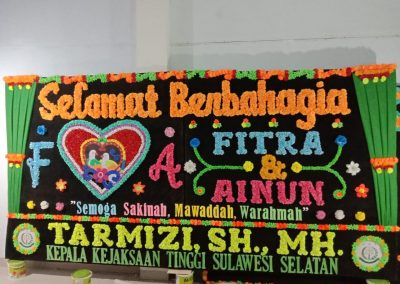 Selamat Berbahagia
F A
FITRA
&
AINUN
"Semoga Sakinah, Mawaddah, Warahmah"
TARMIZI, SH., MH.
KEPALA KEJAKSAAN TINGGI SULAWESI SELATAN